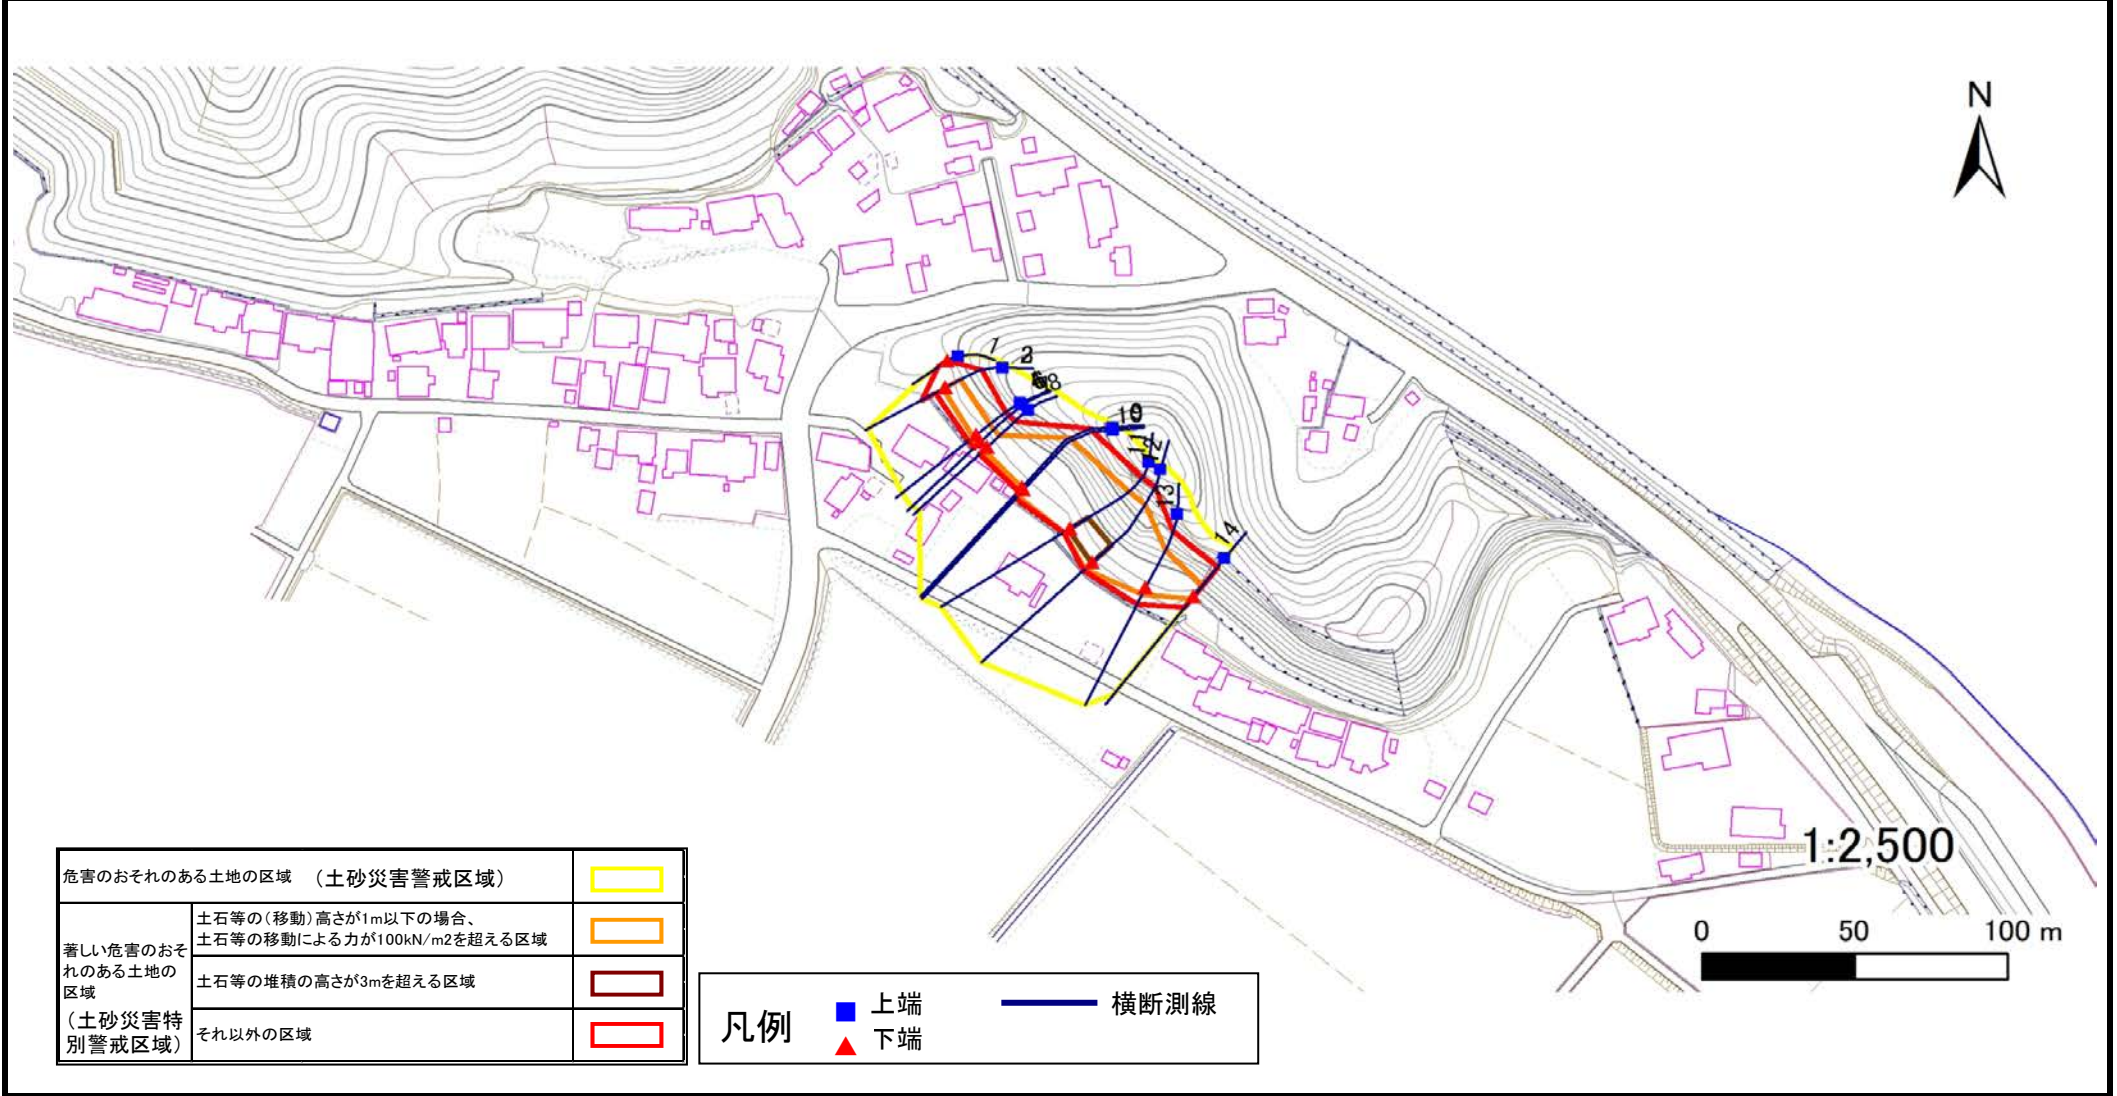 N
1
2
8
10
11
12
13
14
1:2,500
0 50 100 m
危害のおそれのある土地の区域 （土砂災害警戒区域）
著しい危害のおそ
れのある土地の
区域
（土砂災害特
別警戒区域）
土石等の（移動）高さが1m以下の場合、
土石等の移動による力が100kN/m2を超える区域
土石等の堆積の高さが3mを超える区域
それ以外の区域
凡例
上端
下端
横断測線